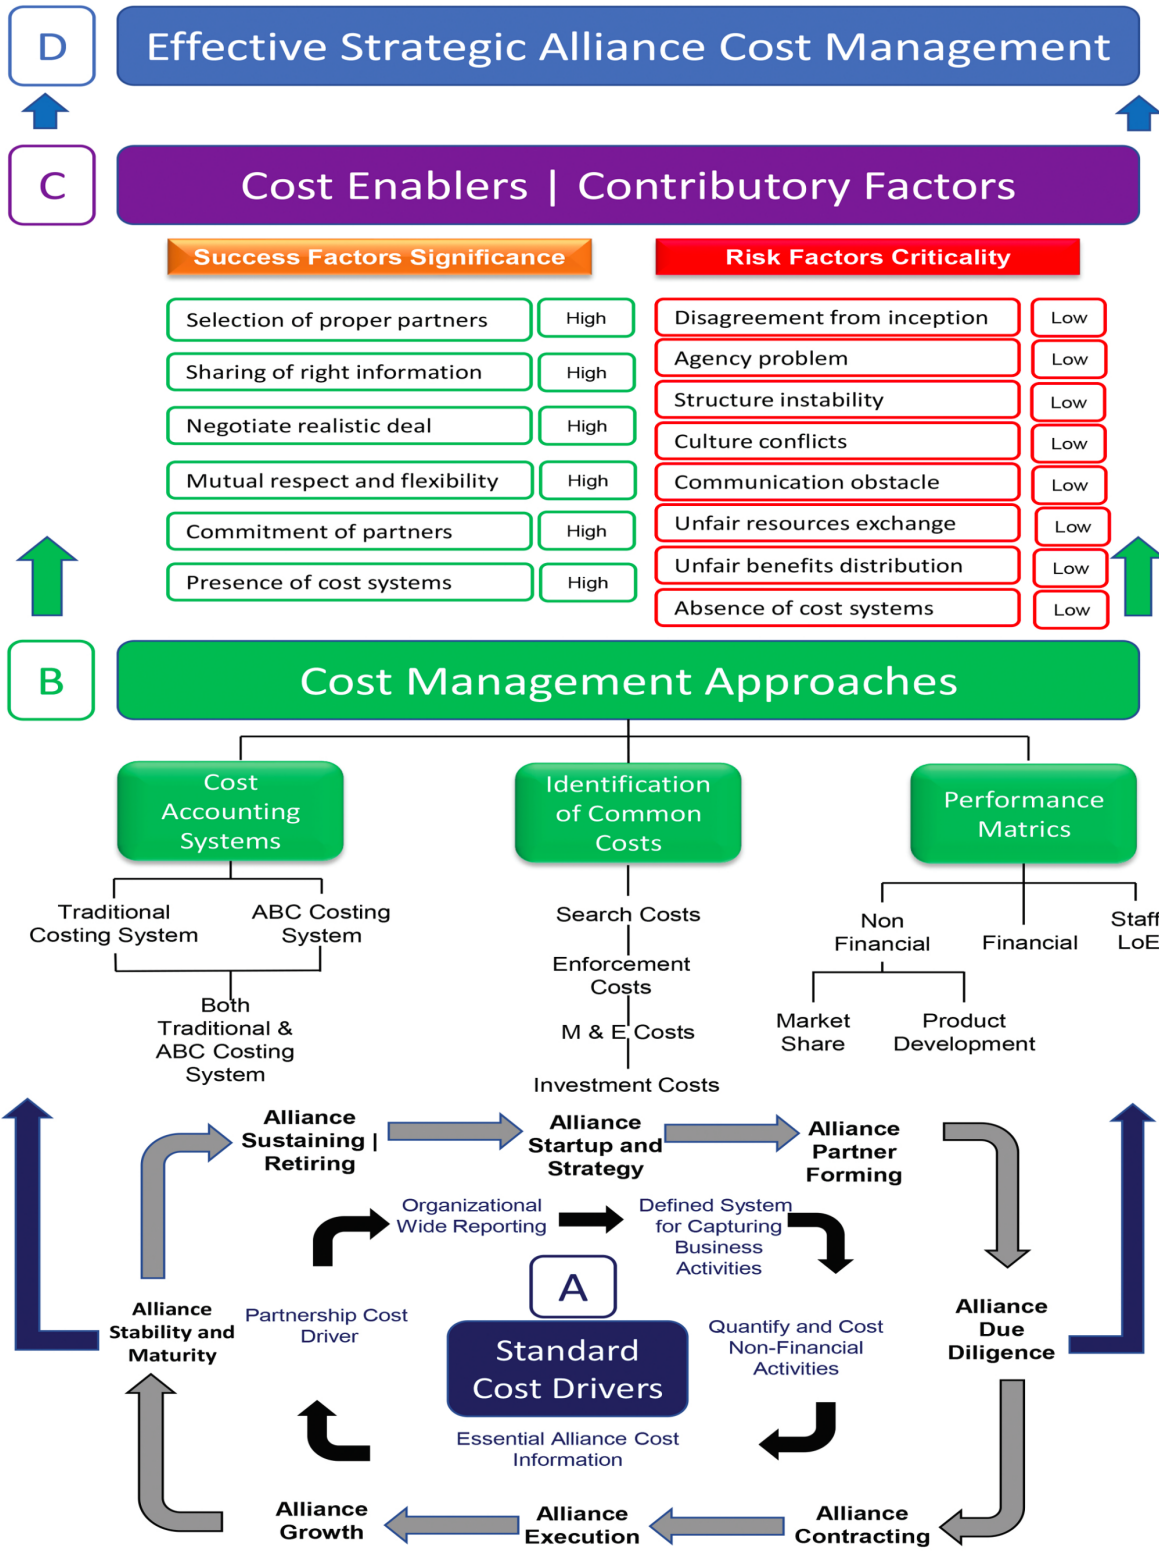 D
Effective Strategic Alliance Cost Management
C
Cost Enablers | Contributory Factors
Success Factors Significance
Risk Factors Criticality
Selection of proper partners
High
Sharing of right information
High
Negotiate realistic deal
High
Mutual respect and flexibility
High
Commitment of partners
High
Presence of cost systems
High
Disagreement from inception
Low
Agency problem
Low
Structure instability
Low
Culture conflicts
Low
Communication obstacle
Low
Unfair resources exchange
Low
Unfair benefits distribution
Low
Absence of cost systems
Low
B
Cost Management Approaches
Cost
Accounting
Systems
Identification
of Common
Costs
Performance
Matrics
Traditional
Costing System
ABC Costing
System
Both
Traditional &
ABC Costing
System
Search Costs
Enforcement
Costs
M & E Costs
Investment Costs
Non
Financial
Financial
Staff
LoE
Market
Share
Product
Development
Alliance
Sustaining |
Retiring
Alliance
Startup and
Strategy
Alliance
Partner
Forming
Organizational
Wide Reporting
Defined System
for Capturing
Business
Activities
A
Standard
Cost Drivers
Alliance
Stability and
Maturity
Partnership Cost
Driver
Quantify and Cost
Non-Financial
Activities
Alliance
Due
Diligence
Essential Alliance Cost
Information
Alliance
Growth
Alliance
Execution
Alliance
Contracting